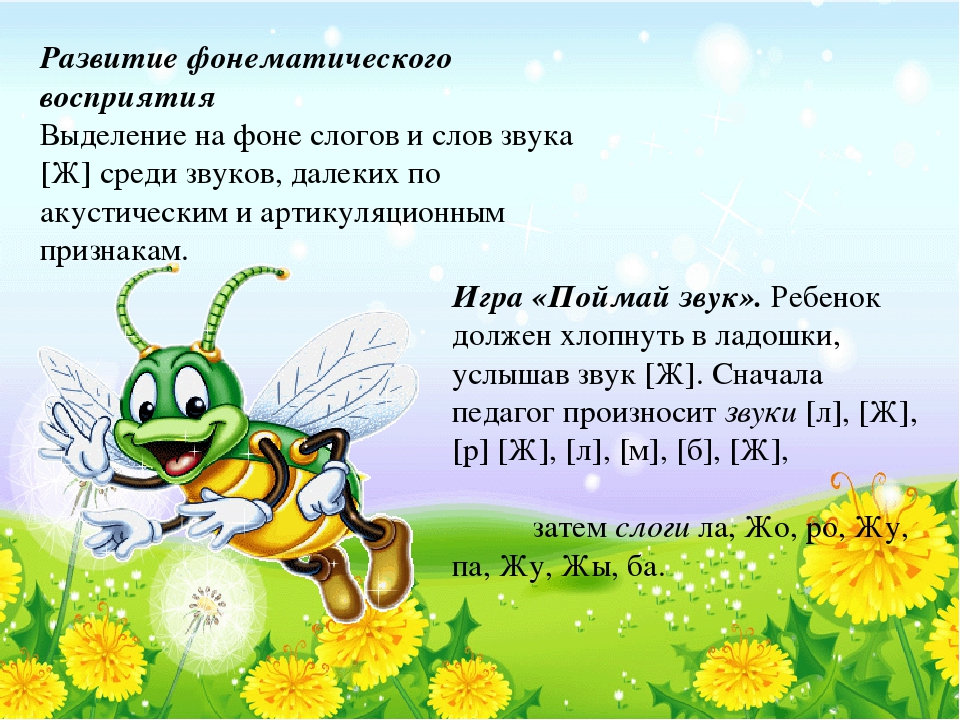 Развитие фонематического
восприятия
Выделение на фоне слогов и слов звука
[Ж] среди звуков, далеких по
акустическим и артикуляционным
признакам.
Игра «Поймай звук». Ребенок
должен хлопнуть в ладошки,
услышав звук [Ж]. Сначала
педагог произносит звуки [л], [Ж],
[р] [Ж], [л], [м], [б], [Ж],
затем слоги ла, Жо, ро, Жу,
па, Жу, Жы, ба.